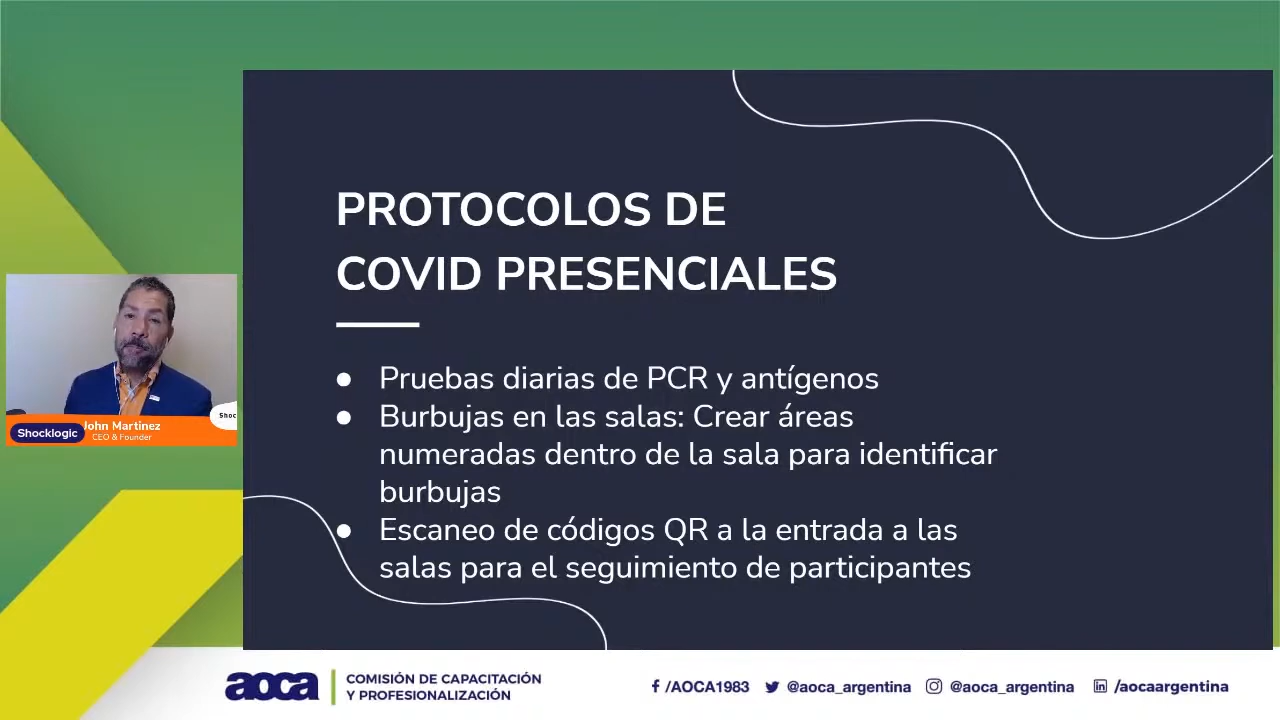 PROTOCOLOS DE
COVID PRESENCIALES
● Pruebas diarias de PCR y antígenos
● Burbujas en las salas: Crear áreas
numeradas dentro de la sala para identificar
burbujas
● Escaneo de códigos QR a la entrada a las
salas para el seguimiento de participantes
Shoc
John Martinez
Shocklogic
CEO & Founder
aoca
COMISIÓN DE CAPACITACIÓN
Y PROFESIONALIZACIÓN
/AOCA1983
@aoca_argentina
@aoca_argentina
/aocaargentina